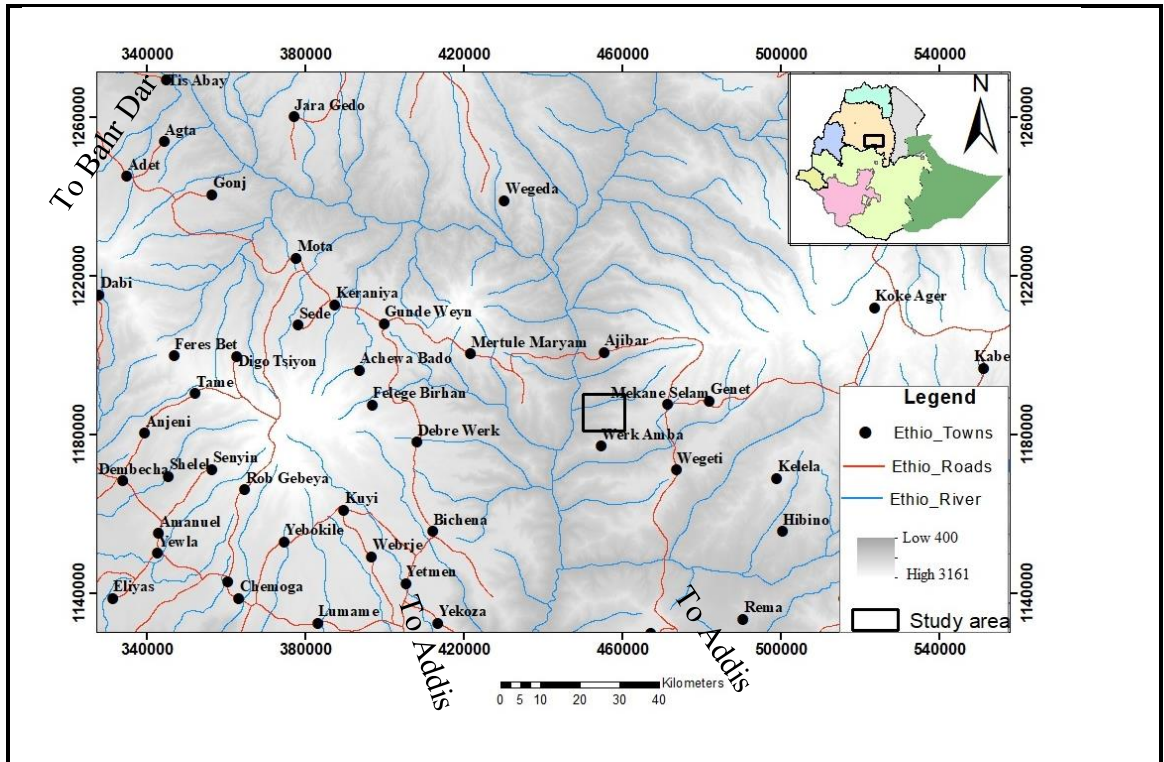 340000 380000 420000 460000 500000 540000
N
1260000
1260000
To Bahr Dar
Tis Abay
Jara Gedo
Agta
Adet
Gonj
Wegeda
Mota
1220000
1220000
Dabi
Keraniya
Koke Ager
Sede
Gunde Weyn
Feres Bet
Digo Tsiyon
Achewa Bado
Mertule Maryam
Ajibar
Kabe
Tame
Felege Birhan
Mekane Selam
Genet
Anjeni
Debre Werk
Werk Amba
1180000
1180000
Dembecha
Shelel
Senyin
Rob Gebeya
Wegeti
Kelela
Kuyi
Amanuel
Yewla
Yebokile
Webrje
Bichena
Hibino
Eliyas
Chemoga
Yetmen
1140000
1140000
Lumame
Yekoza
Rema
To Addis
To Addis
Legend
Ethio_Towns
Ethio_Roads
Ethio_River
Low 400
High 3161
Study area
340000 380000 420000 460000 500000 540000
Kilometers
0 5 10 20 30 40